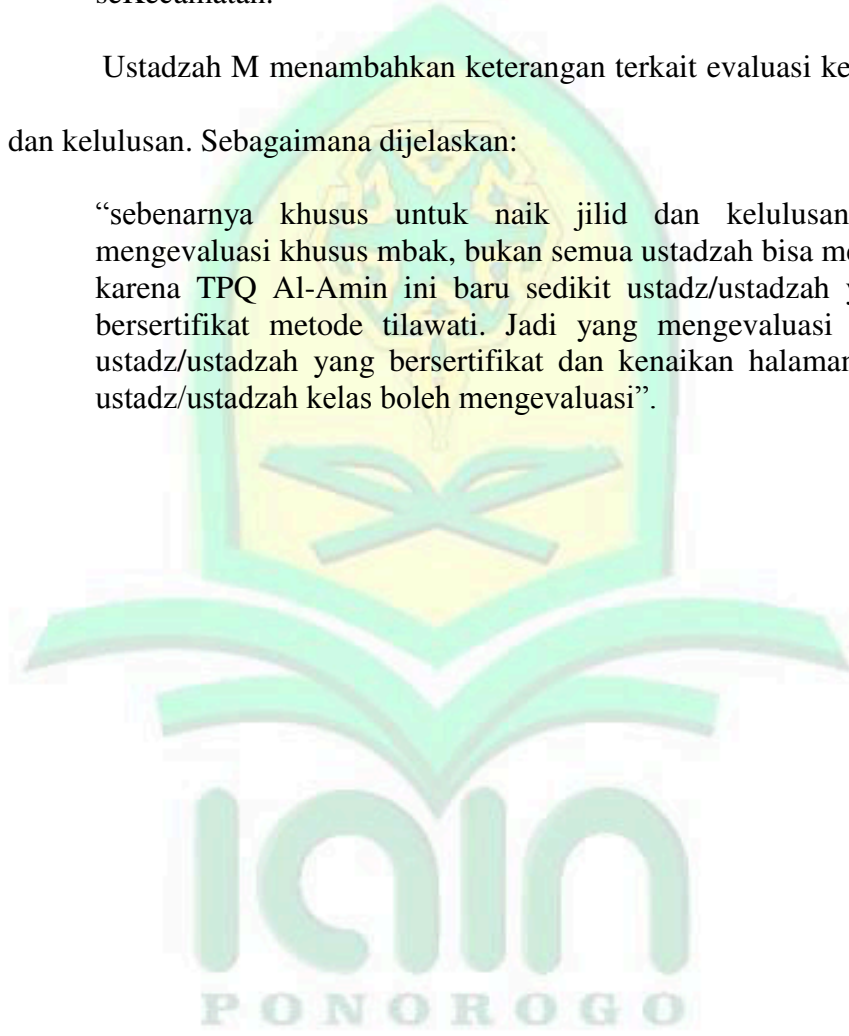 Ustadzah M menambahkan keterangan terkait evaluasi
dan kelulusan. Sebagaimana dijelaskan:
“sebenarnya khusus untuk naik jilid dan kelulusan
mengevaluasi khusus mbak, bukan semua ustadzah bisa
karena TPQ Al-Amin ini baru sedikit ustadz/ustadzah
bersertifikat metode tilawati. Jadi yang mengevaluasi
ustadz/ustadzah yang bersertifikat dan kenaikan halaman
ustadz/ustadzah kelas boleh mengevaluasi”.
iain
PONOROGO